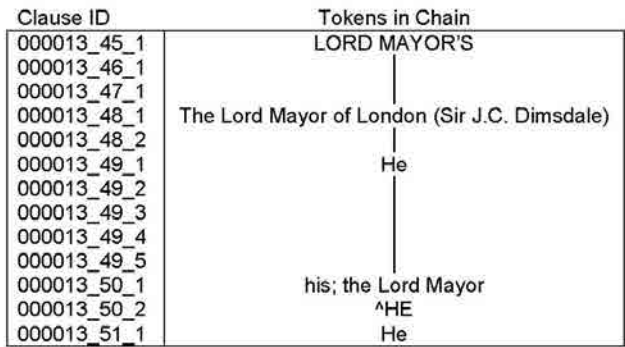 Clause ID Tokens in Chain
000013_45_1 LORD MAYOR'S
000013_46_1
000013_47_1
000013_48_1 The Lord Mayor of London (Sir J.C. Dimsdale)
000013_48_2
000013_49_1 He
000013_49_2
000013_49_3
000013_49_4
000013_49_5
000013_50_1 his; the Lord Mayor
000013_50_2 ^HE
000013_51_1 He